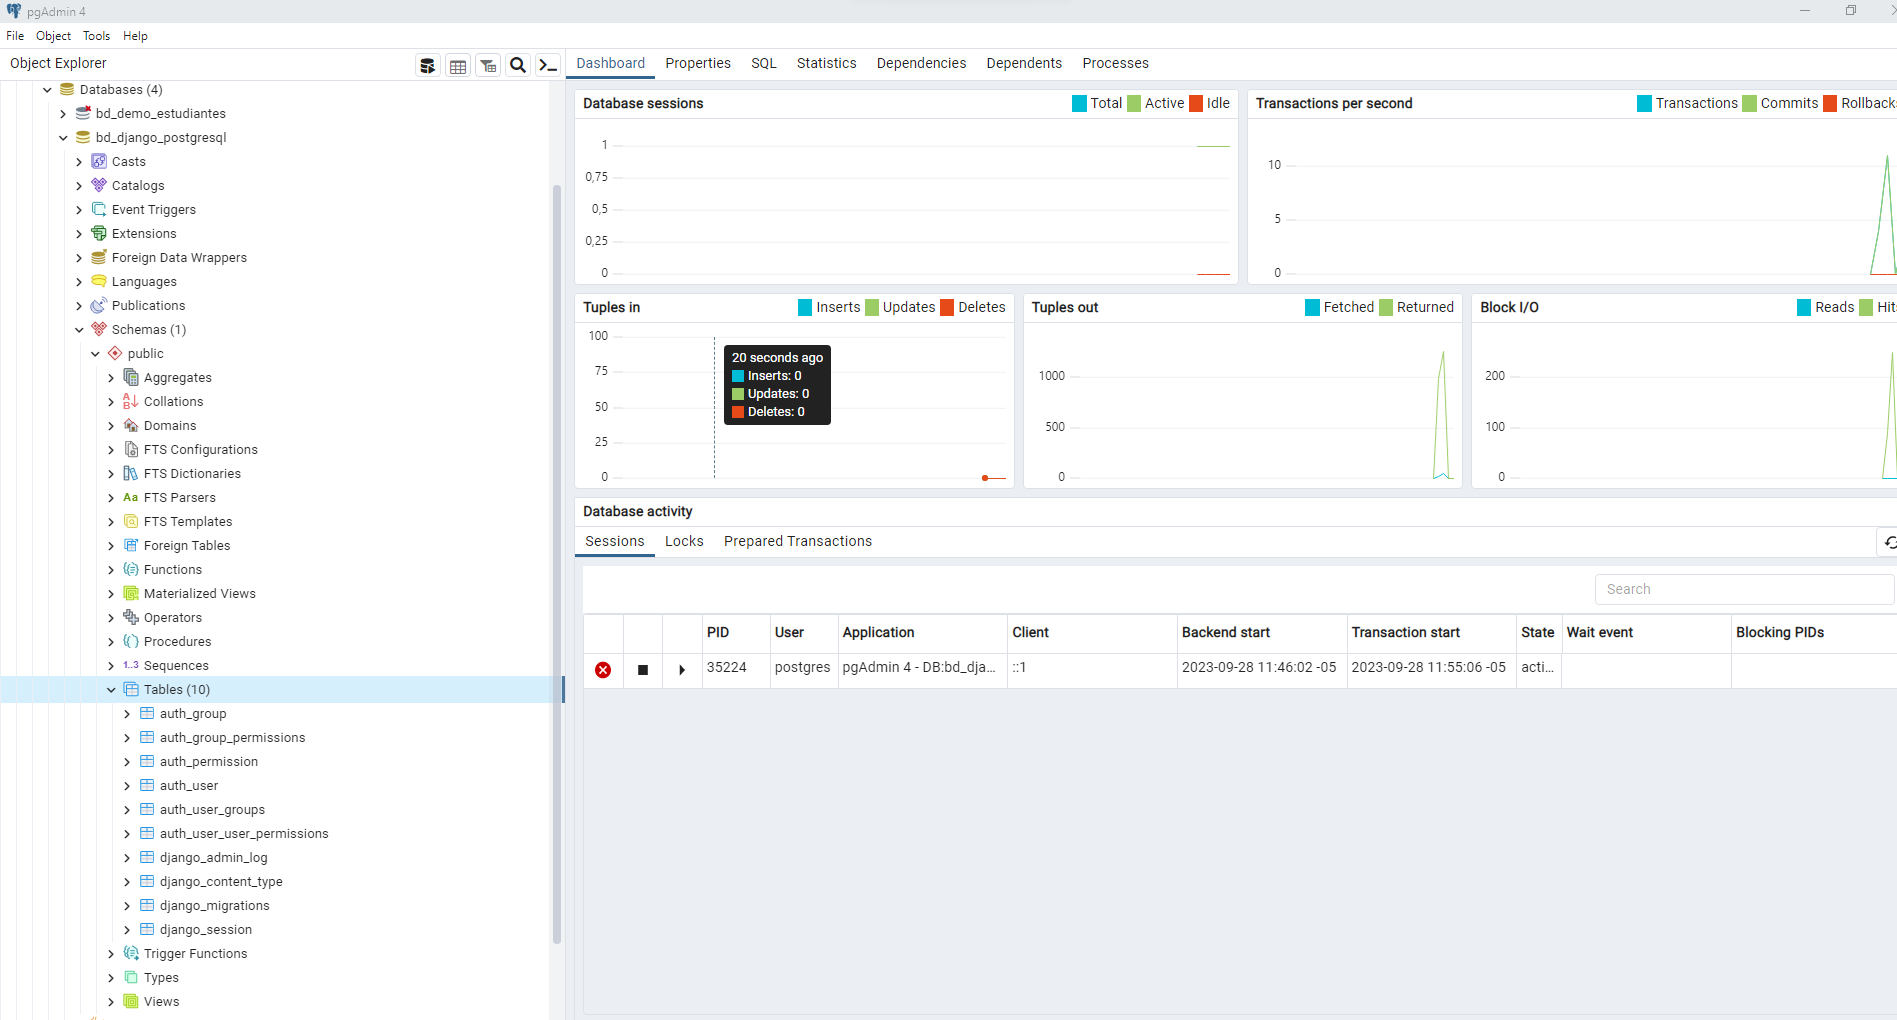 pgAdmin 4
File Object Tools Help
Object Explorer
Dashboard Properties SQL Statistics Dependencies Dependents Processes
Databases (4)
bd_demo_estudiantes
bd_django_postgresql
Casts
Catalogs
Event Triggers
Extensions
Foreign Data Wrappers
Languages
Publications
Schemas (1)
public
Aggregates
Collations
Domains
FTS Configurations
FTS Dictionaries
Aa FTS Parsers
FTS Templates
Foreign Tables
Functions
Materialized Views
Operators
Procedures
1..3 Sequences
Tables (10)
auth_group
auth_group_permissions
auth_permission
auth_user
auth_user_groups
auth_user_user_permissions
django_admin_log
django_content_type
django_migrations
django_session
Trigger Functions
Types
Views
Database sessions Total Active Idle
1
0,75
0,5
0,25
0
Transactions per second Transactions Commits Rollbacks
10
5
0
Tuples in Inserts Updates Deletes
100
75
50
25
0
20 seconds ago
Inserts: 0
Updates: 0
Deletes: 0
Tuples out Fetched Returned
1000
500
0
Block I/O Reads Hits
200
100
0
Database activity
Sessions Locks Prepared Transactions
Search
PID User Application Client Backend start Transaction start State Wait event Blocking PIDs
35224 postgres pgAdmin 4 - DB:bd_dja... ::1 2023-09-28 11:46:02 -05 2023-09-28 11:55:06 -05 acti...